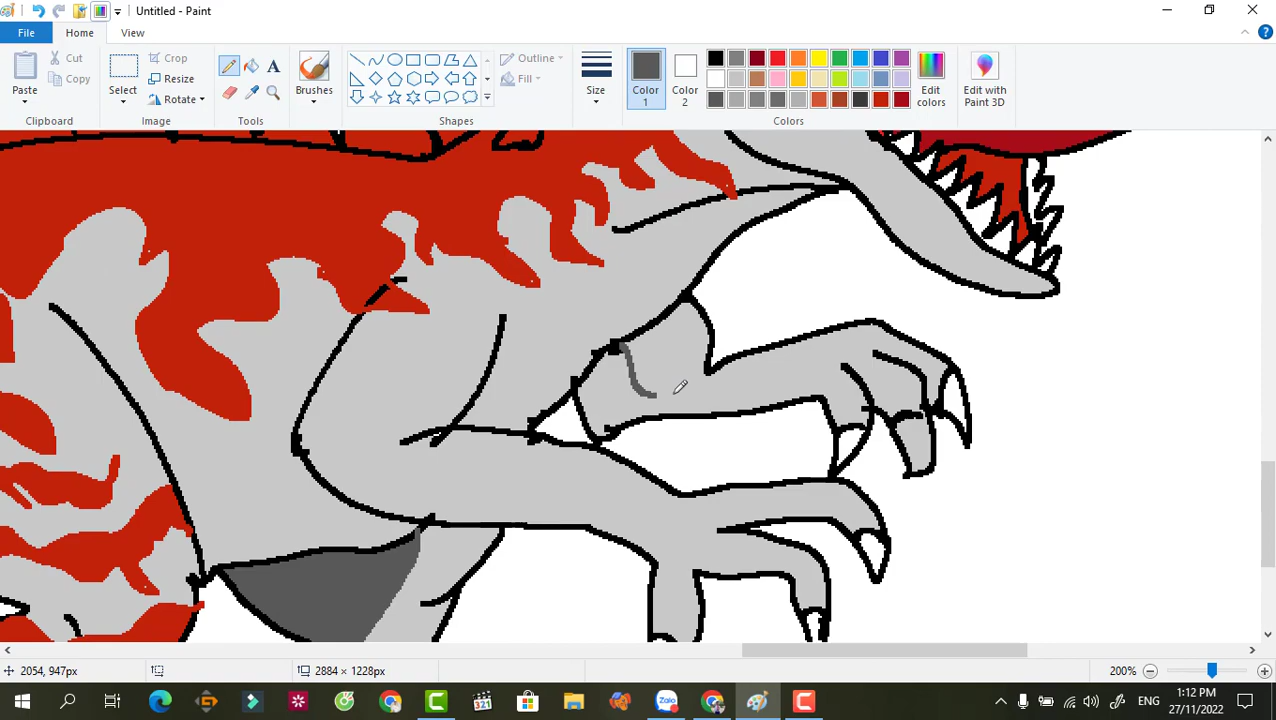 Untitled - Paint
File
Home
View
Paste
Cut
Copy
Clipboard
Select
Crop
Resize
Rotate
Image
A
Tools
Brushes
Outline
Fill
Shapes
Size
Color
1
Color
2
Colors
Edit
colors
Edit with
Paint 3D
2054, 947px
2884 × 1228px
200%
321
Zalo
ENG
1:12 PM
27/11/2022